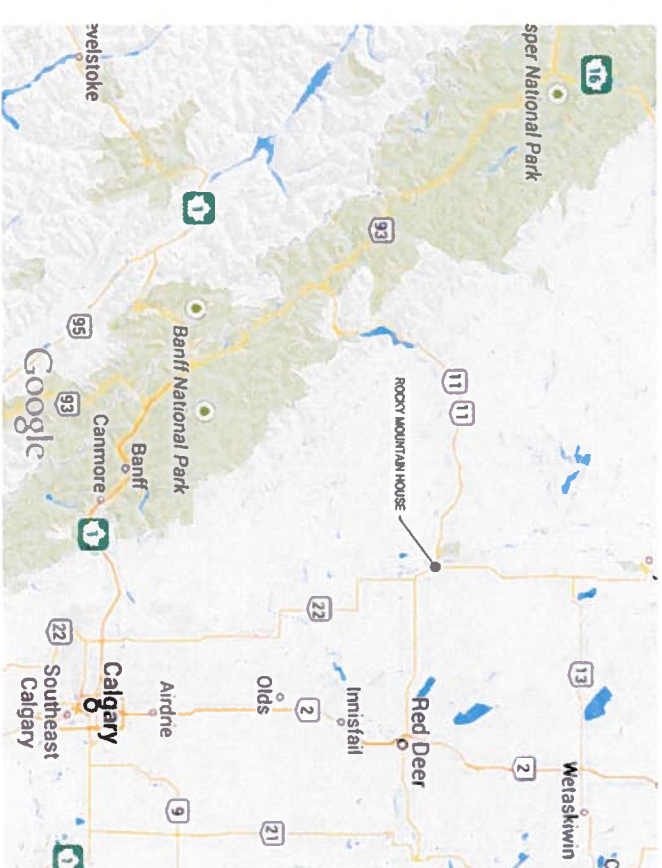 16
13
Wetaskiwin
sper National Park
2
11
11
Red Deer
ROCKY MOUNTAIN HOUSE
93
Innisfail
22
2
21
Olds
1
Banff National Park
9
Airdrie
Banff
Calgary
Canmore
1
velstoke
95
1
93
22
Southeast
Calgary
Google